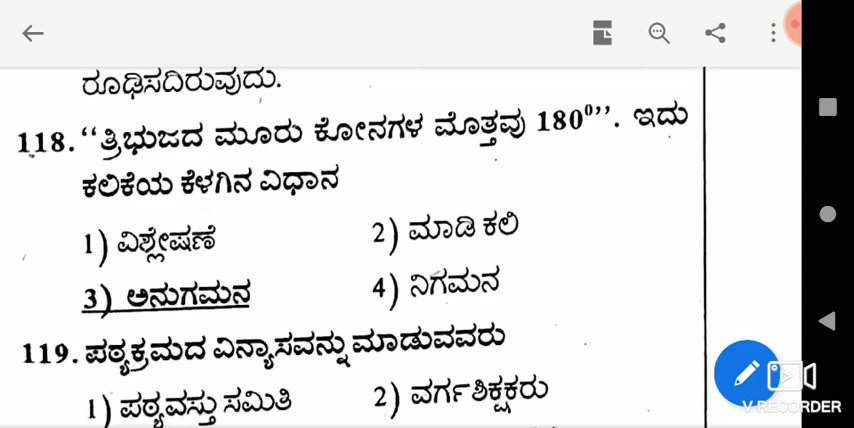 ರೂಢಿಸದಿರುವುದು.
118. “ತ್ರಿಭುಜದ ಮೂರು ಕೋನಗಳ ಮೊತ್ತವು 180⁰’’. ಇದು
ಕಲಿಕೆಯ ಕೆಳಗಿನ ವಿಧಾನ
1) ವಿಶ್ಲೇಷಣೆ 2) ಮಾಡಿ ಕಲಿ
3) ಅನುಗಮನ 4) ನಿಗಮನ
119. ಪಠ್ಯಕ್ರಮದ ವಿನ್ಯಾಸವನ್ನು ಮಾಡುವವರು
1) ಪಠ್ಯವಸ್ತು ಸಮಿತಿ 2) ವರ್ಗಶಿಕ್ಷಕರು
V-RECORDER